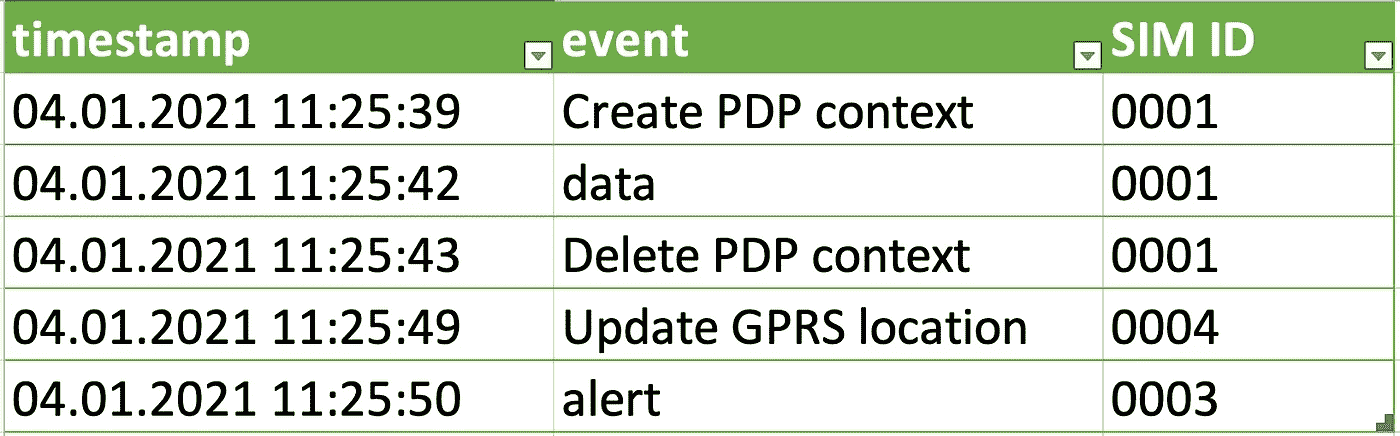 timestamp event SIM ID
04.01.2021 11:25:39 Create PDP context 0001
04.01.2021 11:25:42 data 0001
04.01.2021 11:25:43 Delete PDP context 0001
04.01.2021 11:25:49 Update GPRS location 0004
04.01.2021 11:25:50 alert 0003